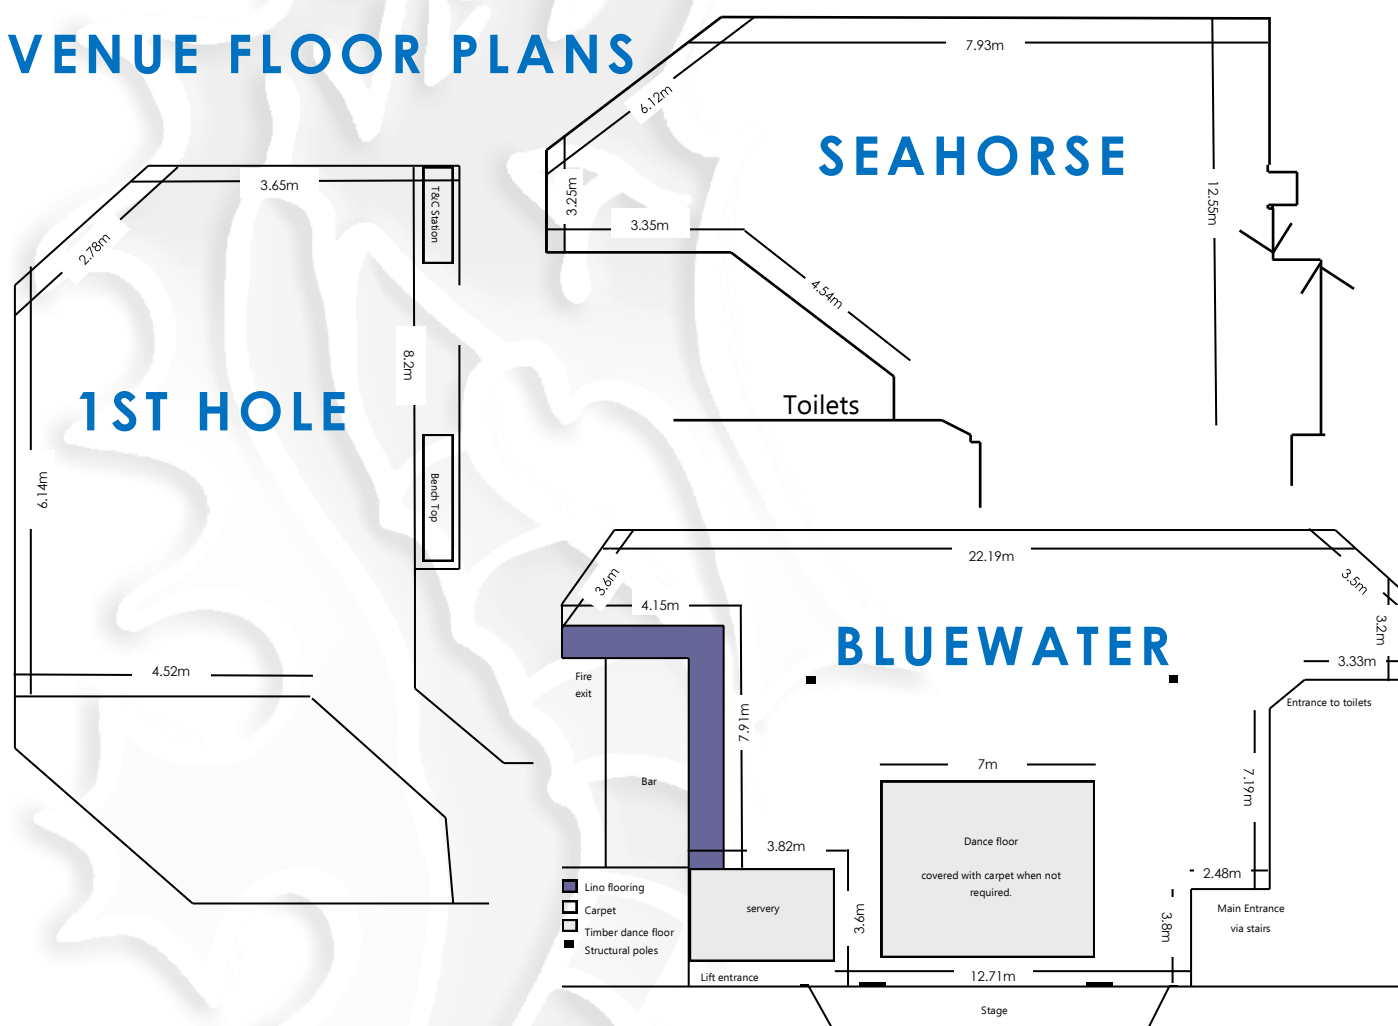 VENUE FLOOR PLANS
7.93m
6.12m
SEAHORSE
3.25m
12.55m
3.35m
4.54m
Toilets
3.65m
T&C Station
2.78m
8.2m
1ST HOLE
6.14m
Bench Top
4.52m
22.19m
3.6m
3.5m
4.15m
3.2m
BLUEWATER
3.33m
Fire
exit
Entrance to toilets
7.91m
7m
Bar
7.19m
Dance floor
3.82m
covered with carpet when not
required.
2.48m
Lino flooring
Carpet
Timber dance floor
Structural poles
servery
3.6m
3.8m
Main Entrance
via stairs
Lift entrance
12.71m
Stage